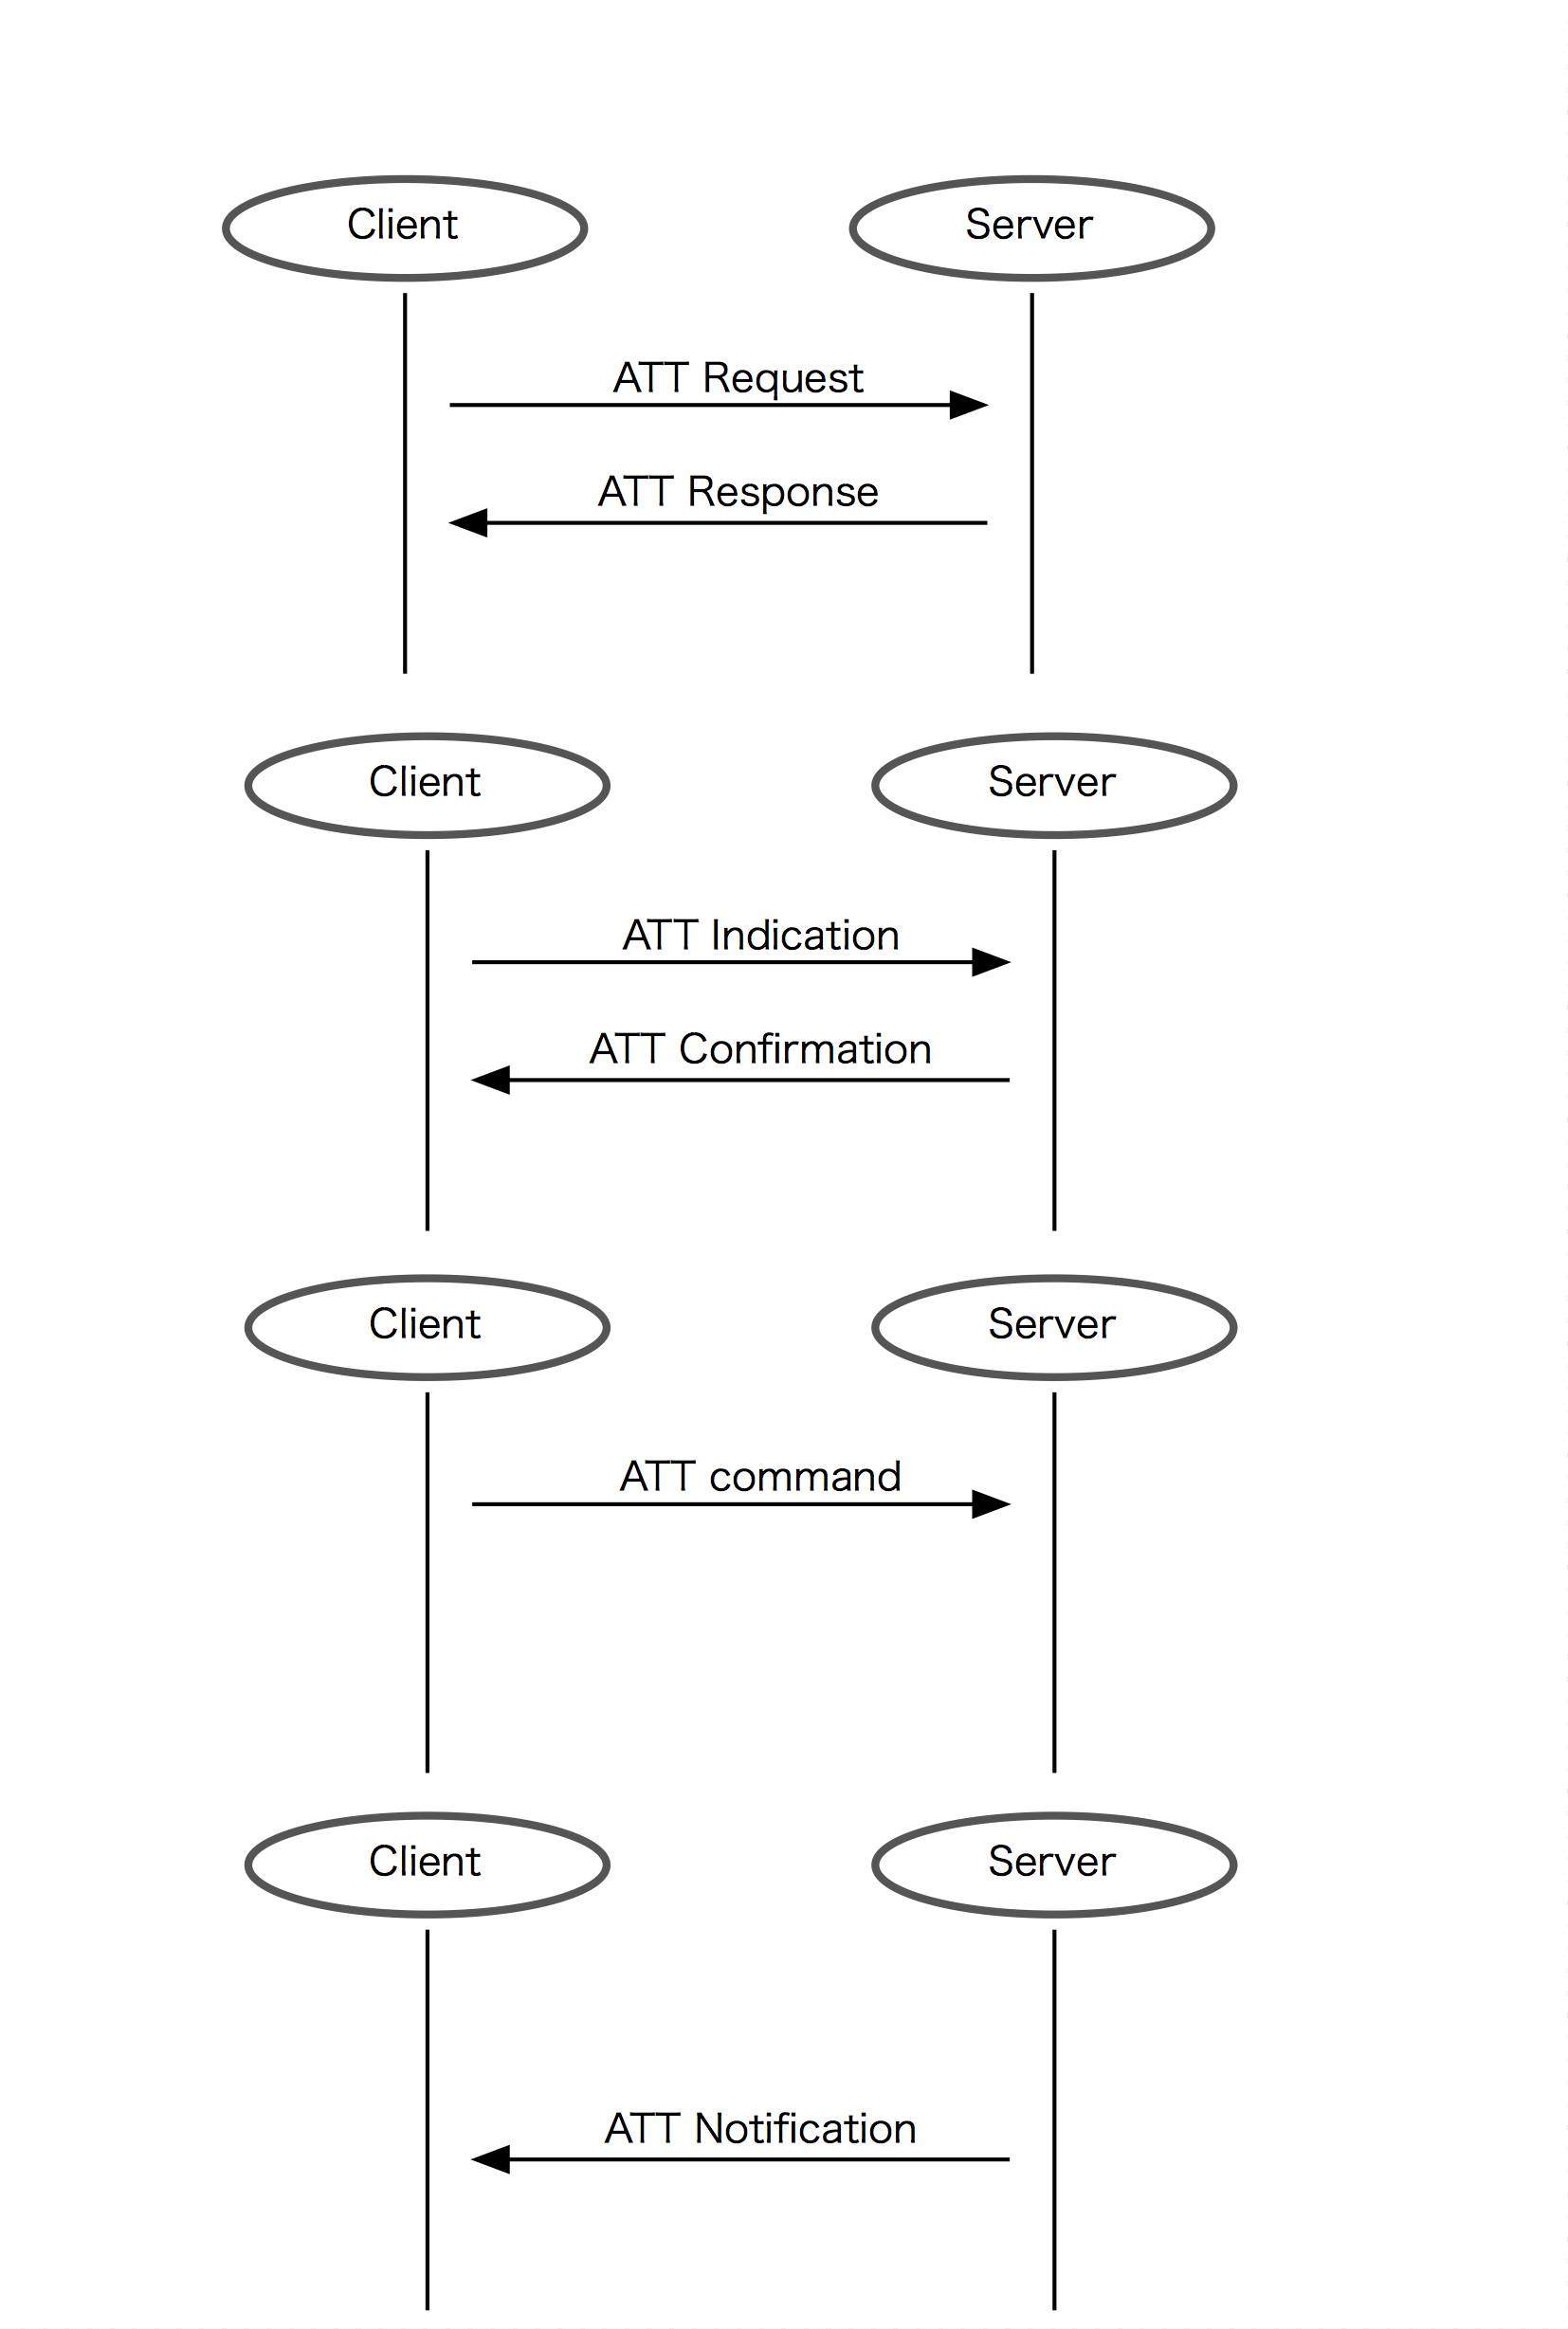 Client
Server
ATT Request
ATT Response
Client
Server
ATT Indication
ATT Confirmation
Client
Server
ATT command
Client
Server
ATT Notification